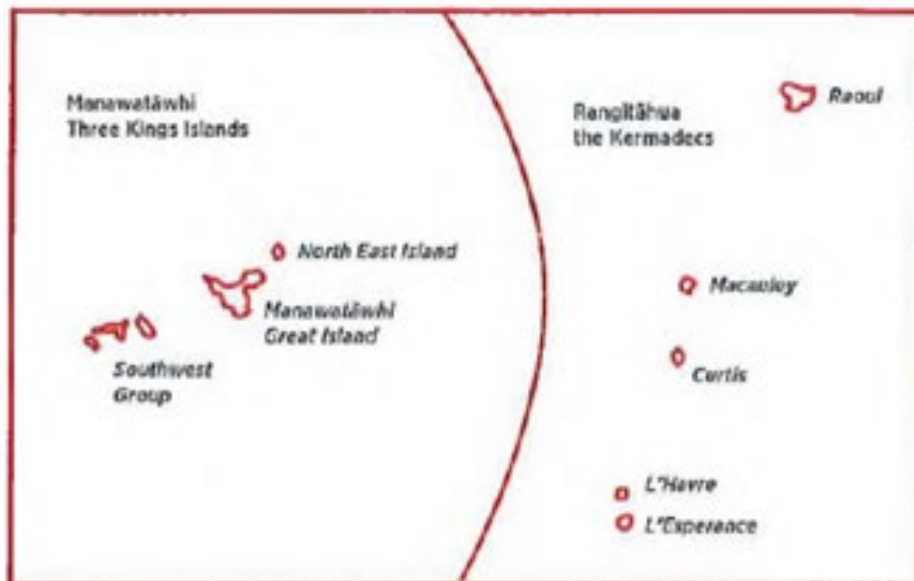 Manawatāwhi
Three Kings Islands
North East Island
Manawatāwhi
Great Island
Southwest
Group
Rangitāhua
the Kermadecs
Raoul
Macauley
Curtis
L'Havre
L'Esperance